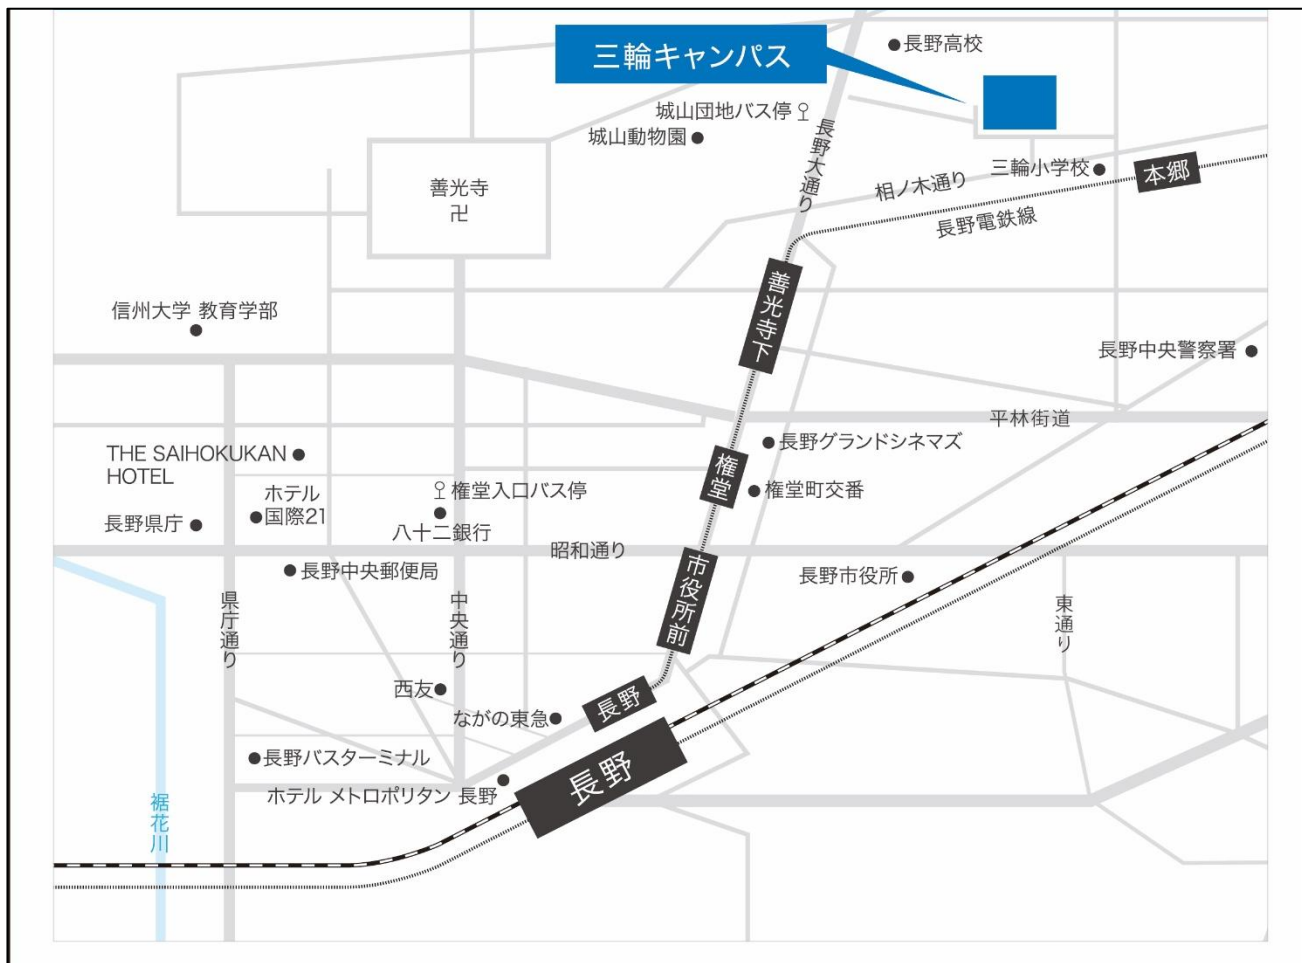 三輪キャンパス
長野高校
城山団地バス停
城山動物園
長野大通り
善光寺
卍
三輪小学校
本郷
相ノ木通り
長野電鉄線
善光寺下
信州大学 教育学部
長野中央警察署
平林街道
THE SAIHOKUKAN
HOTEL
長野グランドシネマズ
権堂
権堂町交番
ホテル
国際21
権堂入口バス停
長野県庁
八十二銀行
昭和通り
長野中央郵便局
市役所前
長野市役所
県庁通り
中央通り
東通り
西友
長野
ながの東急
長野バスターミナル
長野
ホテル メトロポリタン 長野
裾花川